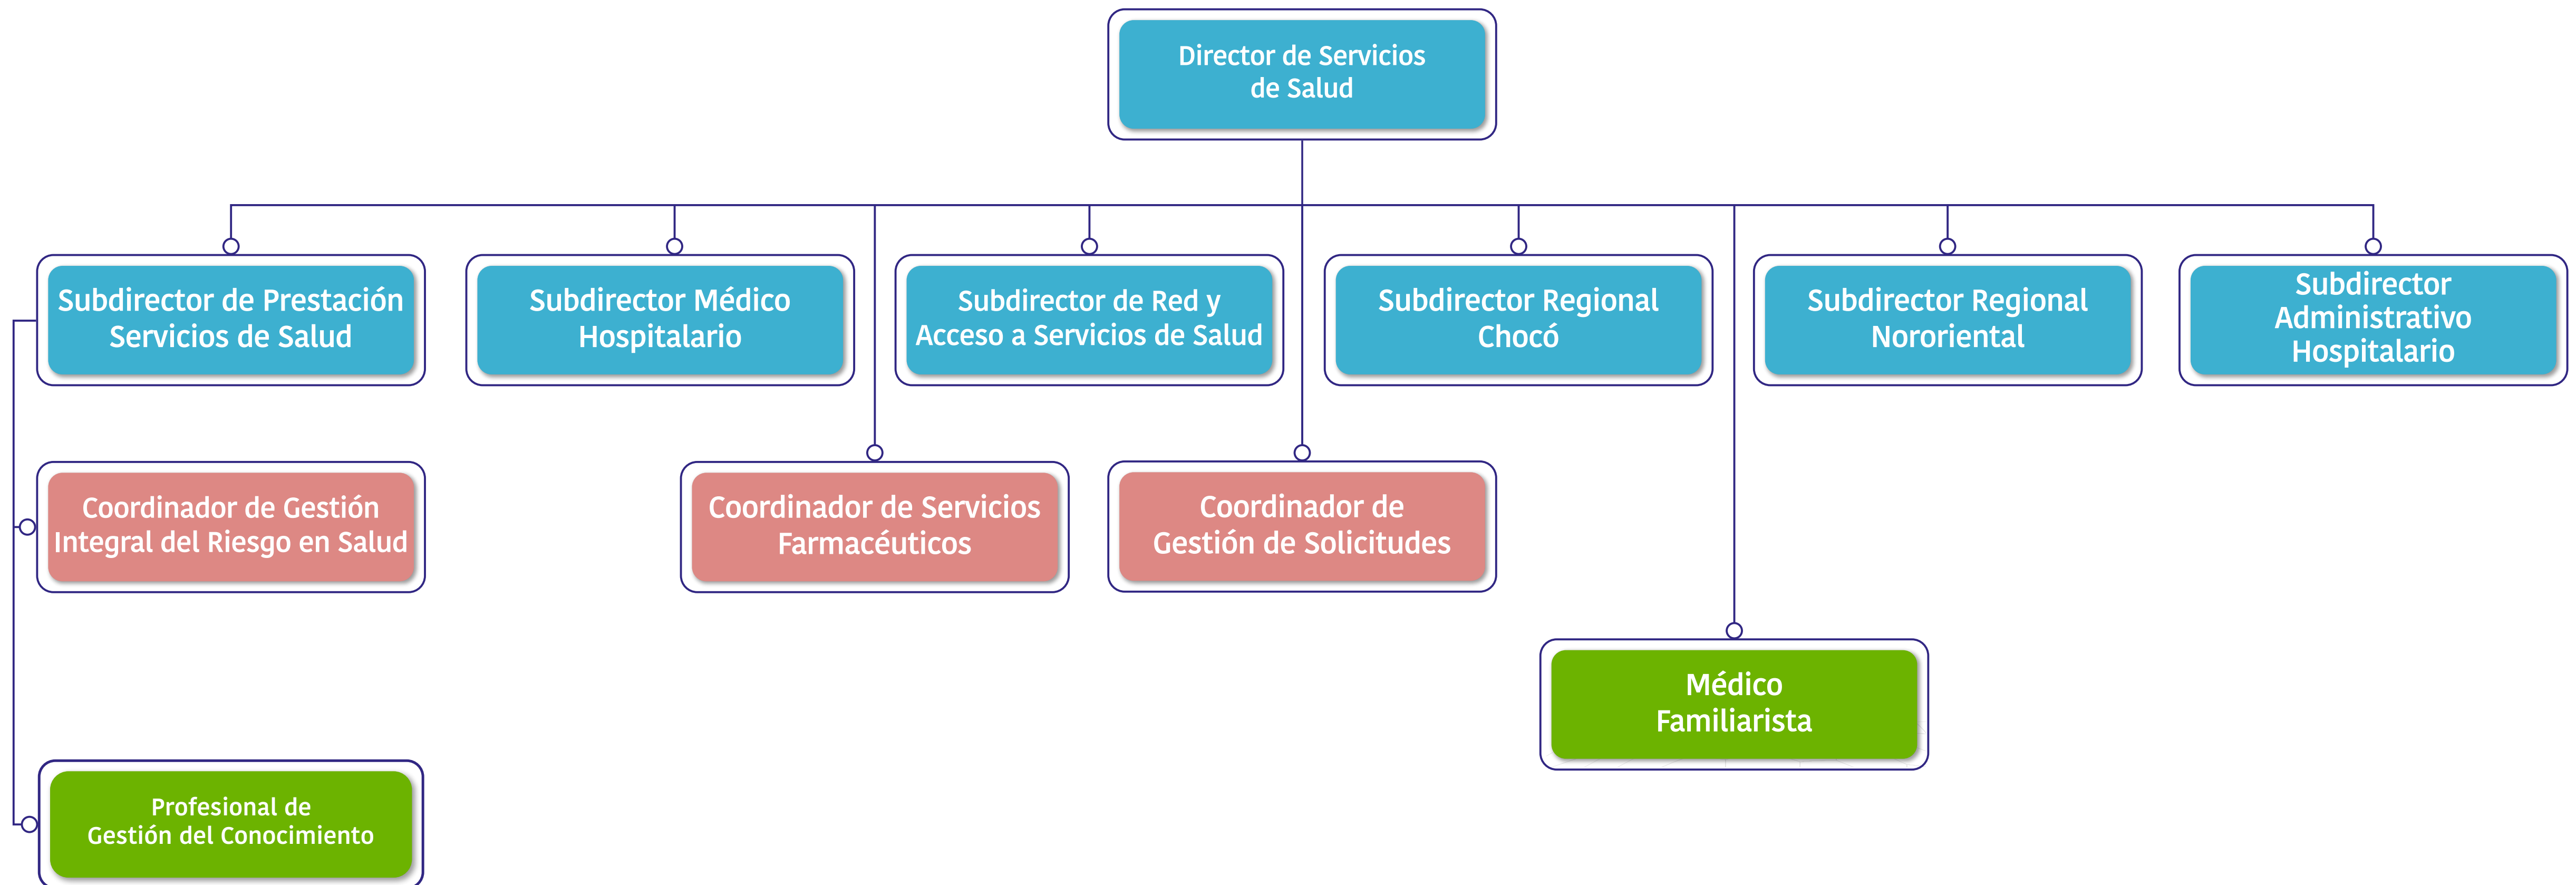 Director de Servicios
de Salud
Subdirector de Prestación
Servicios de Salud
Subdirector Médico
Hospitalario
Subdirector de Red y
Acceso a Servicios de Salud
Subdirector Regional
Chocó
Subdirector Regional
Nororiental
Subdirector
Administrativo
Hospitalario
Coordinador de Gestión
Integral del Riesgo en Salud
Coordinador de Servicios
Farmacéuticos
Coordinador de
Gestión de Solicitudes
Médico
Familiarista
Profesional de
Gestión del Conocimiento